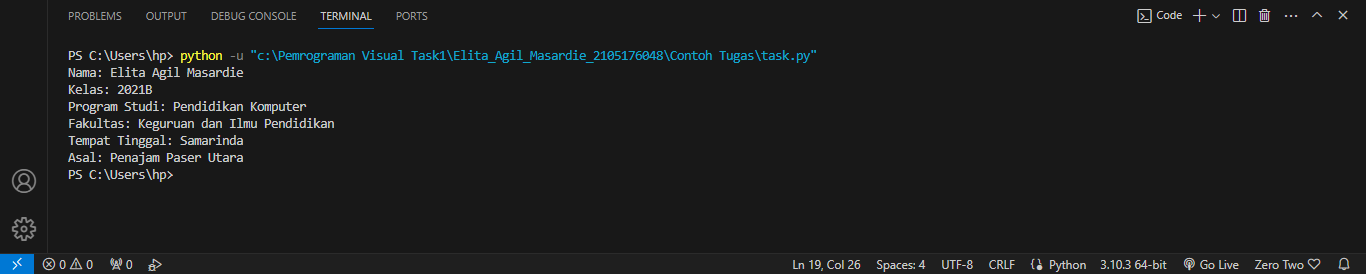 PROBLEMS OUTPUT DEBUG CONSOLE TERMINAL PORTS Code
PS C:\Users\hp> python -u "c:\Pemrograman Visual Task1\Elita_Agil_Masardie_2105176048\Contoh Tugas\task.py"
Nama: Elita Agil Masardie
Kelas: 2021B
Program Studi: Pendidikan Komputer
Fakultas: Keguruan dan Ilmu Pendidikan
Tempat Tinggal: Samarinda
Asal: Penajam Paser Utara
PS C:\Users\hp>
0 0 0 Ln 19, Col 26 Spaces: 4 UTF-8 CRLF Python 3.10.3 64-bit Go Live Zero Two